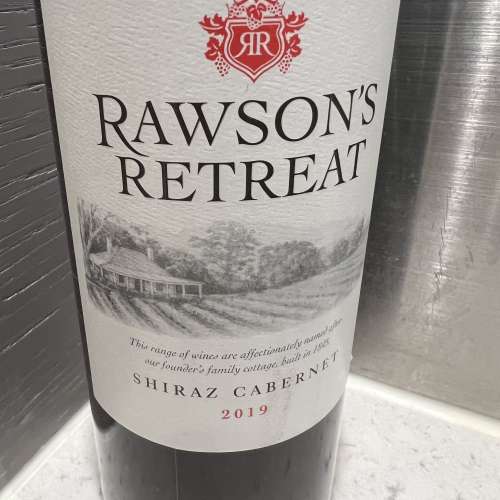 RR
RAWSON'S
RETREAT
This range of wines are affectionately named after
our founder's family cottage, built in 1845.
SHIRAZ CABERNET
2019